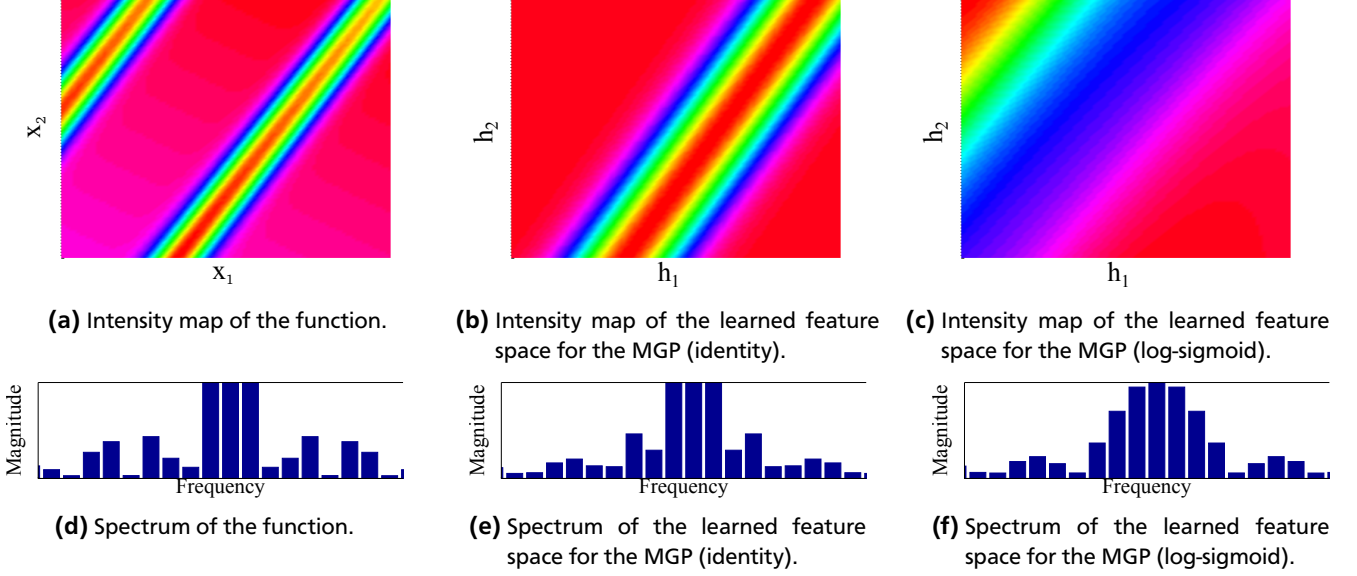 x2
x1
h2
h1
h2
h1
(a) Intensity map of the function.
(b) Intensity map of the learned feature
space for the MGP (identity).
(c) Intensity map of the learned feature
space for the MGP (log-sigmoid).
Magnitude
Frequency
Magnitude
Frequency
Magnitude
Frequency
(d) Spectrum of the function.
(e) Spectrum of the learned feature
space for the MGP (identity).
(f) Spectrum of the learned feature
space for the MGP (log-sigmoid).